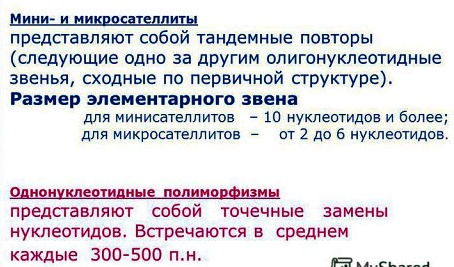 Мини- и микросателлиты
представляют собой тандемные повторы
(следующие одно за другим олигонуклеотидные
звенья, сходные по первичной структуре).
Размер элементарного звена
для минисателлитов – 10 нуклеотидов и более;
для микросателлитов – от 2 до 6 нуклеотидов.
Однонуклеотидные полиморфизмы
представляют собой точечные замены
нуклеотидов. Встречаются в среднем
каждые 300-500 п.н.
MyShared